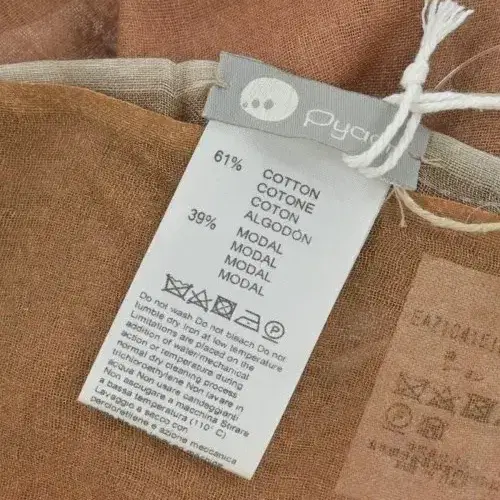 Pyaa
61% COTTON
COTONE
COTON
ALGODÓN
39% MODAL
MODAL
MODAL
MODAL
P
Do not wash Do not bleach Do not
tumble dry iron at low temperature
Limitations are placed on the
addition of water/mechanical
action or temperature during
normal dry cleaning process
trichloroethylene Non lavare in
acqua Non usare candeggianti
Non asciugare a macchina Stirare
a bassa temperatura (110° C)
Lavaggio a secco con
percloretilene e azione meccanica